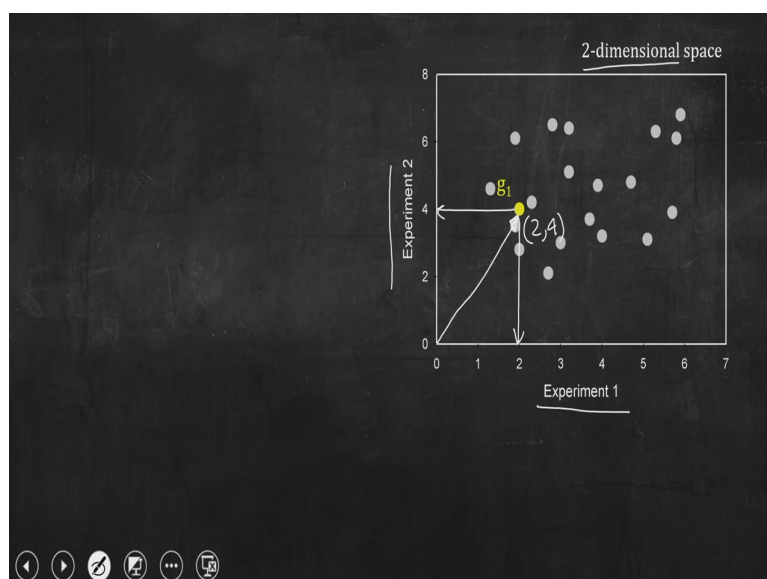 2-dimensional space
8
6
4
2
0
Experiment 2
g₁
(2,4)
0 1 2 3 4 5 6 7
Experiment 1